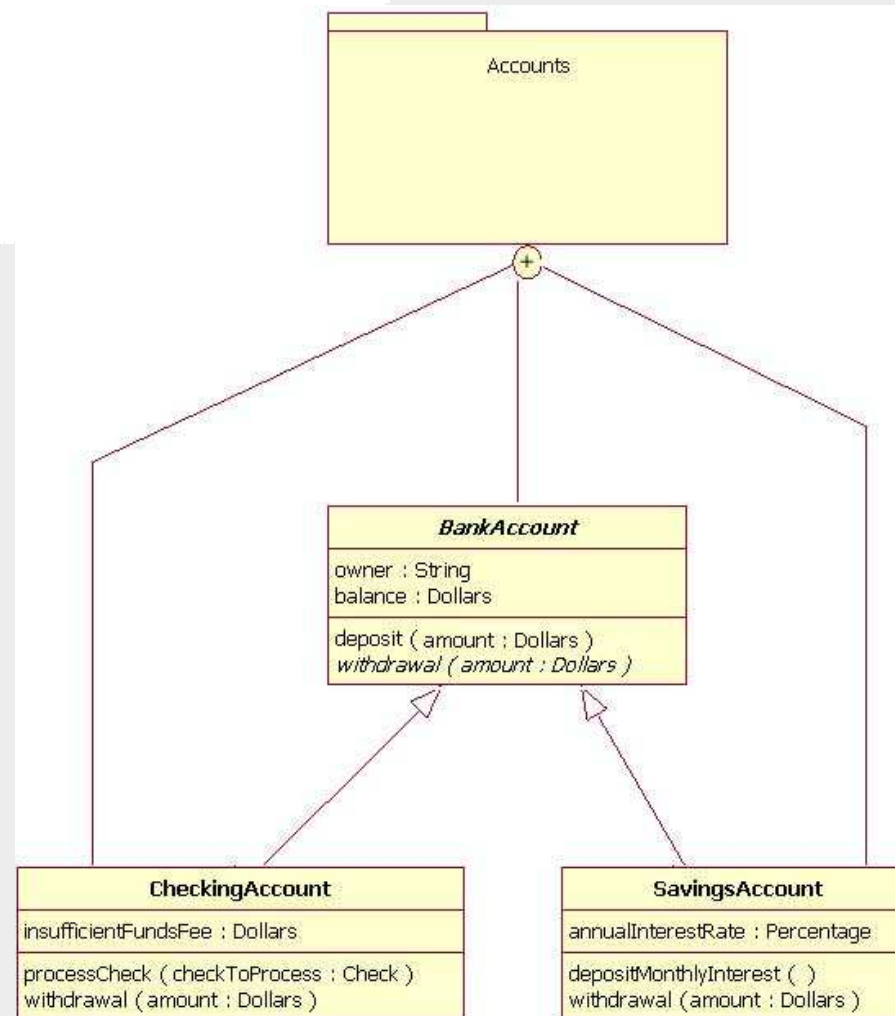 Accounts
+
BankAccount
owner : String
balance : Dollars
deposit ( amount : Dollars )
withdrawal ( amount : Dollars )
CheckingAccount
insufficientFundsFee : Dollars
processCheck ( checkToProcess : Check )
withdrawal ( amount : Dollars )
SavingsAccount
annualInterestRate : Percentage
depositMonthlyInterest ( )
withdrawal ( amount : Dollars )